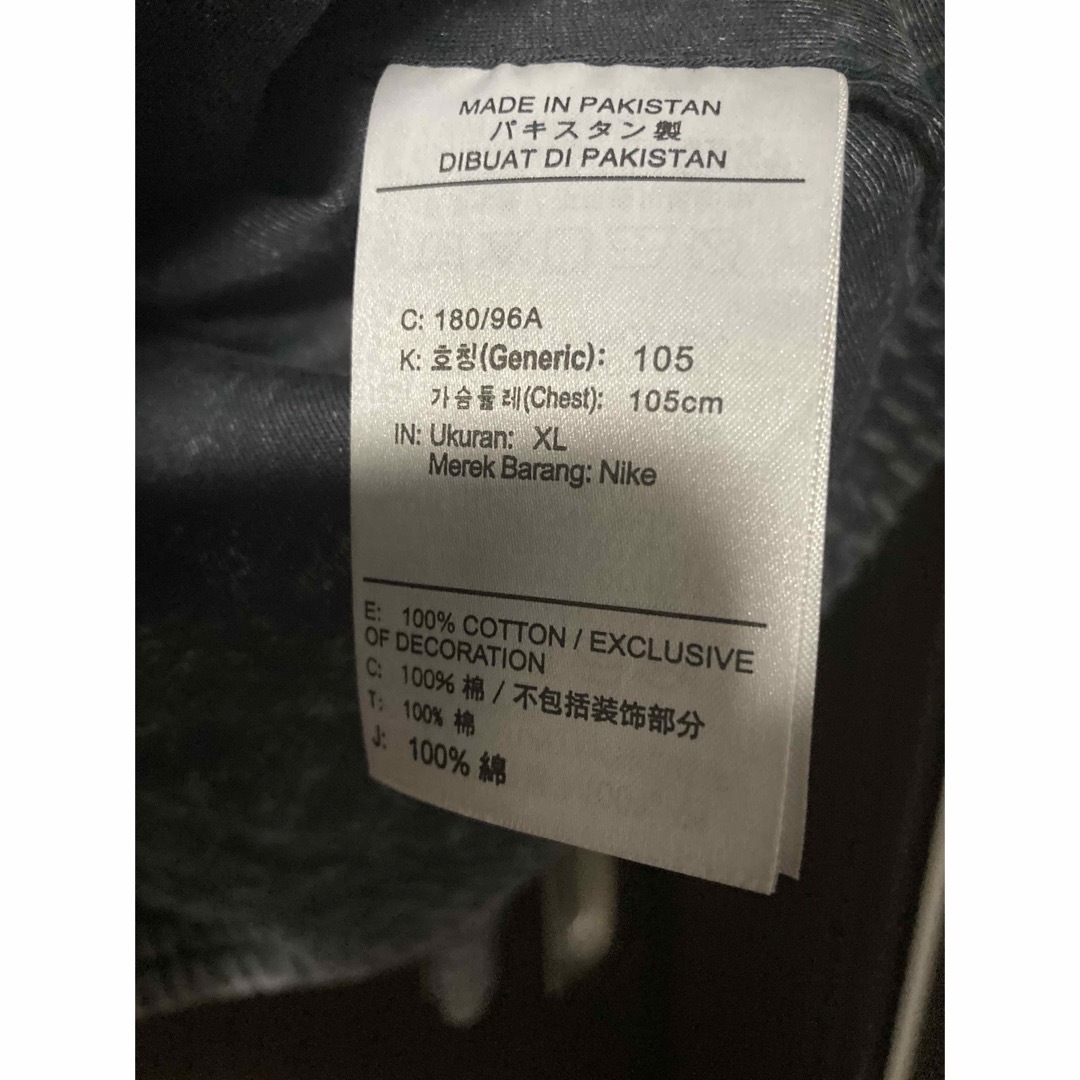 MADE IN PAKISTAN
パキスタン製
DIBUAT DI PAKISTAN
C: 180/96A
K: 호칭(Generic): 105
가슴둘레(Chest): 105cm
IN: Ukuran: XL
Merek Barang: Nike
E: 100% COTTON / EXCLUSIVE
OF DECORATION
C: 100% 棉 / 不包括装饰部分
T: 100% 棉
J: 100% 綿